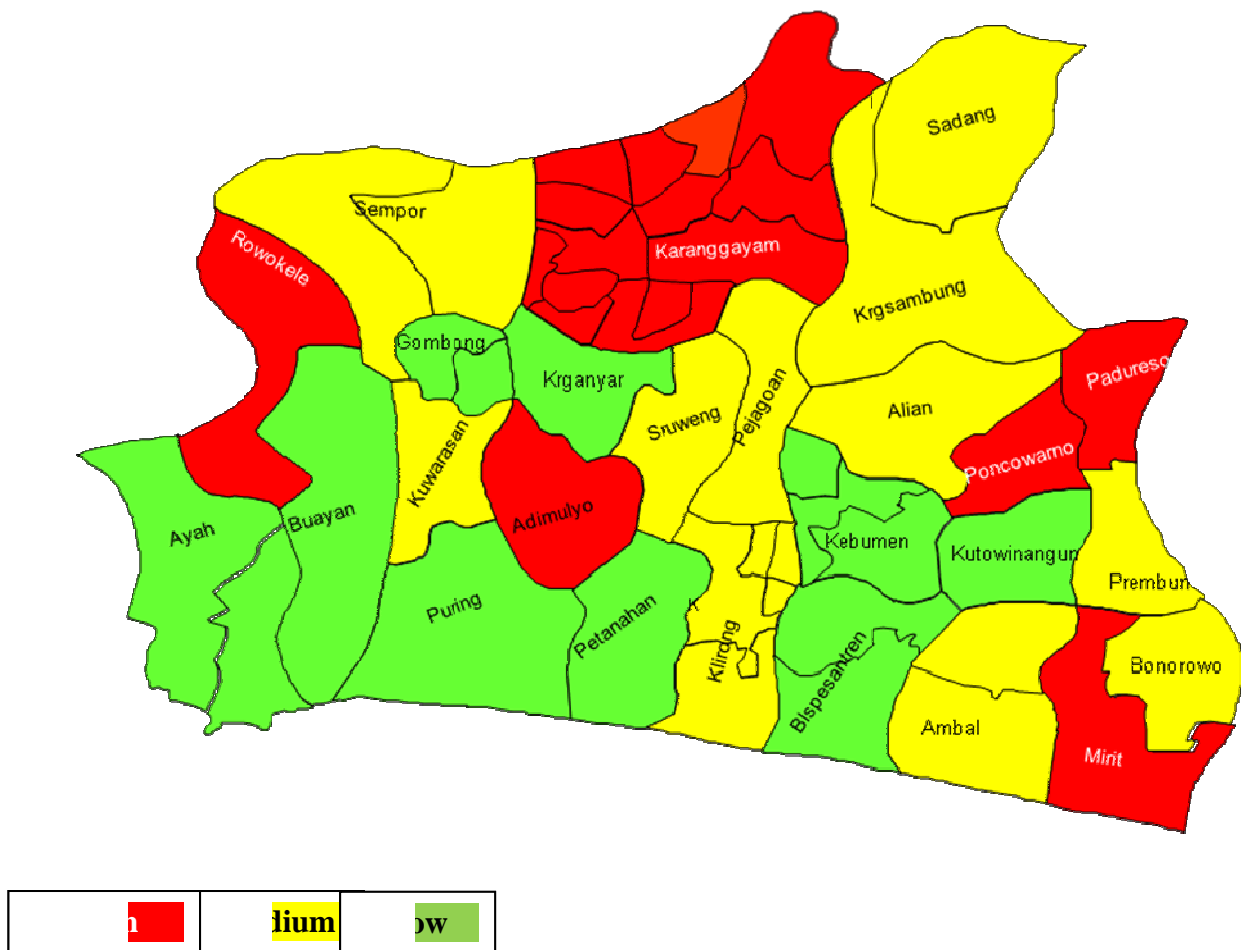 Sadang
Sempor
Rowokele
Karanggayam
Krgsambung
Gombong
Krganyar
Padureso
Pejagoan
Sruweng
Alian
Kuwarasan
Poncowarno
Adimulyo
Ayah
Buayan
Kebumen
Kutowinangun
Prembun
Puring
Petanahan
K
Klirong
Bispesantren
Bonorowo
Ambal
Mirit
dium ow